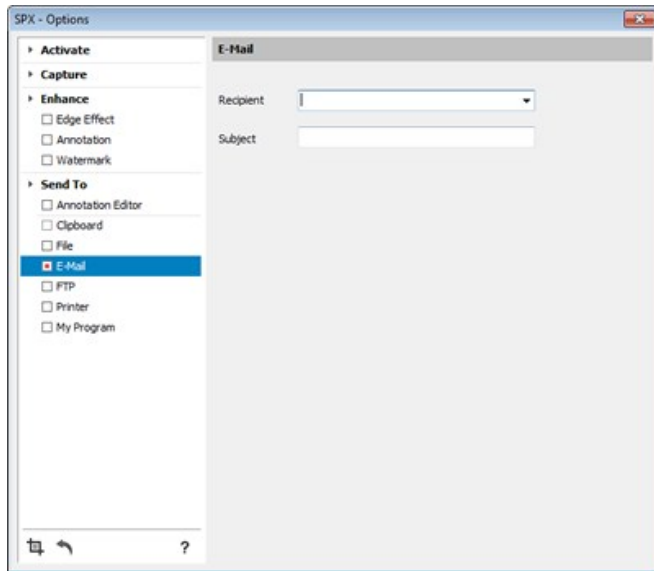 SPX - Options
Activate
Capture
Enhance
Edge Effect
Annotation
Watermark
Send To
Annotation Editor
Clipboard
File
E-Mail
FTP
Printer
My Program
?
E-Mail
Recipient
Subject